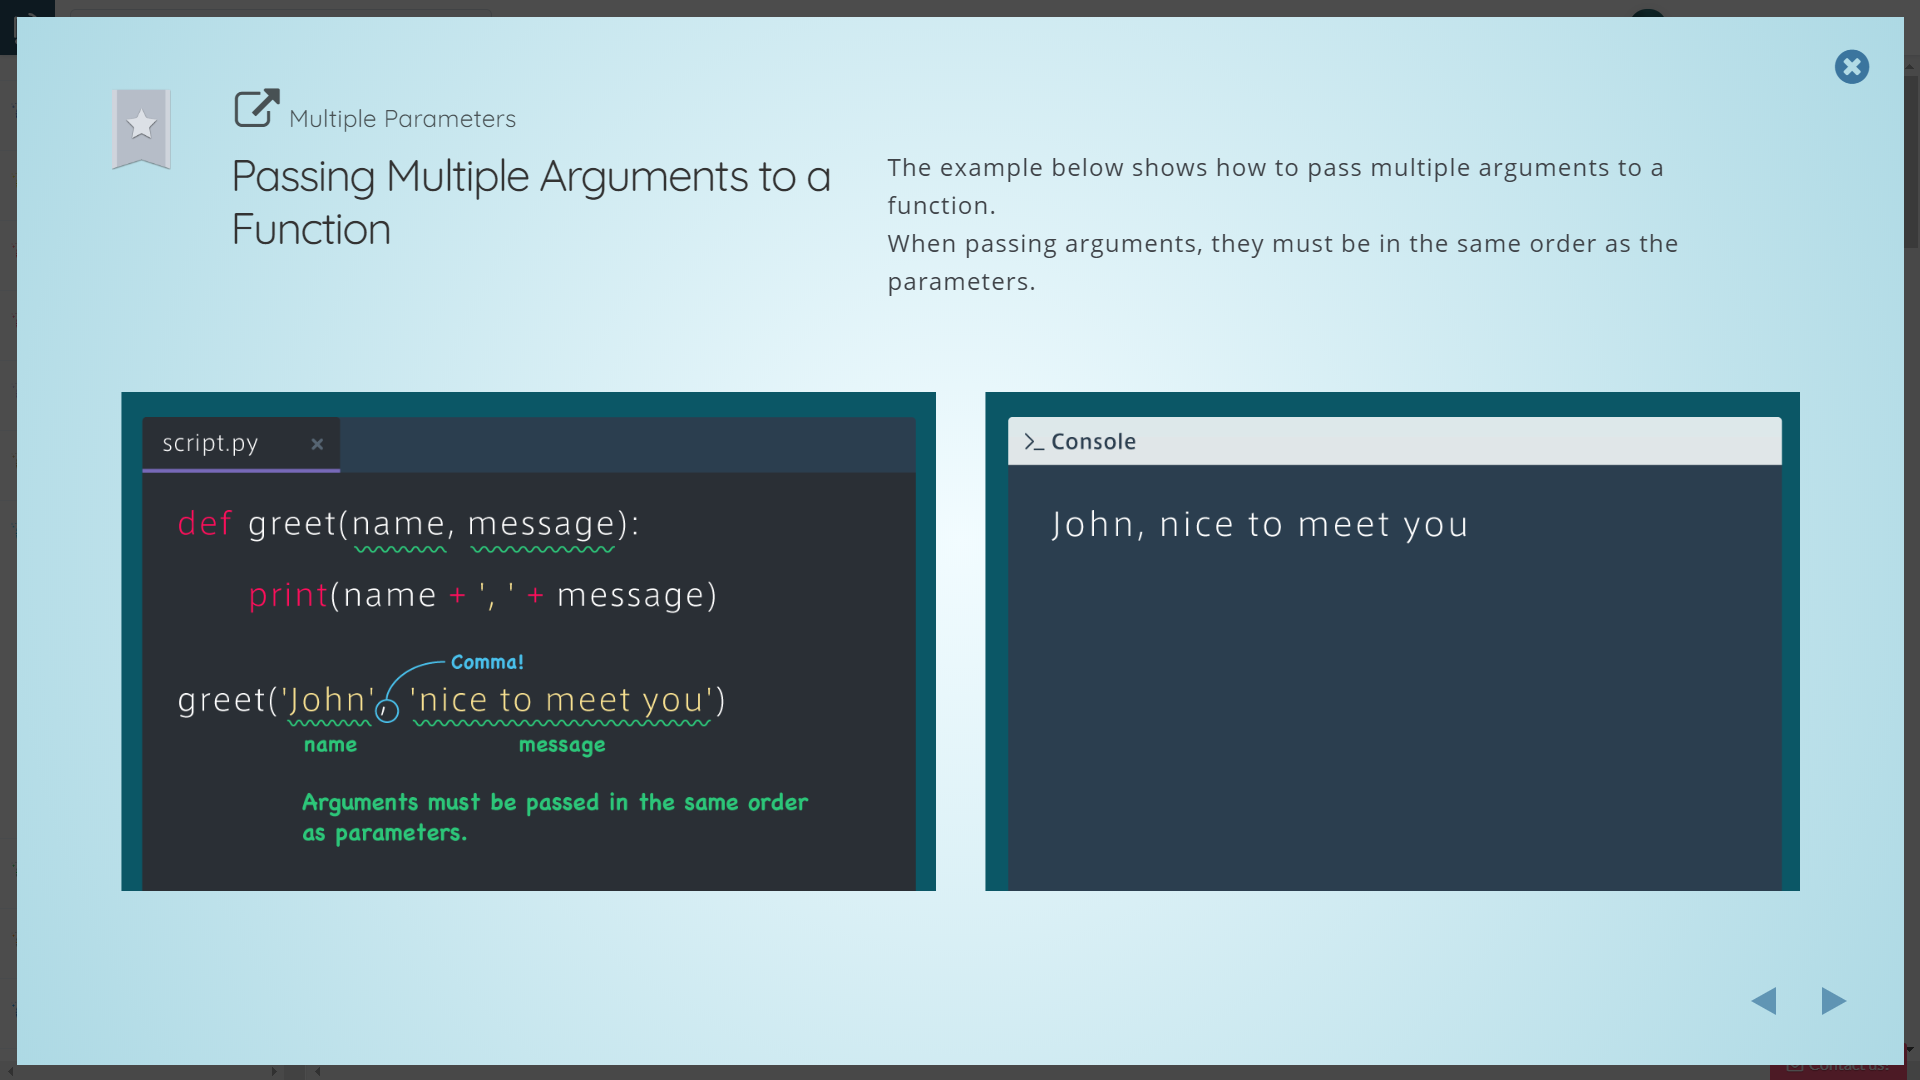 Multiple Parameters
Passing Multiple Arguments to a
Function
The example below shows how to pass multiple arguments to a
function.
When passing arguments, they must be in the same order as the
parameters.
script.py ×
def greet(name, message):
print(name + ', ' + message)
Comma!
greet('John', 'nice to meet you')
name message
Arguments must be passed in the same order
as parameters.
>_ Console
John, nice to meet you
Contact us!